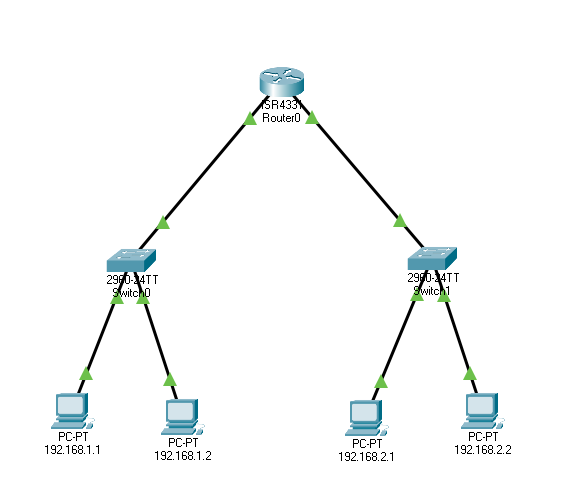 ISR4331
Router0
2960-24TT
Switch0
2960-24TT
Switch1
PC-PT
192.168.1.1
PC-PT
192.168.1.2
PC-PT
192.168.2.1
PC-PT
192.168.2.2